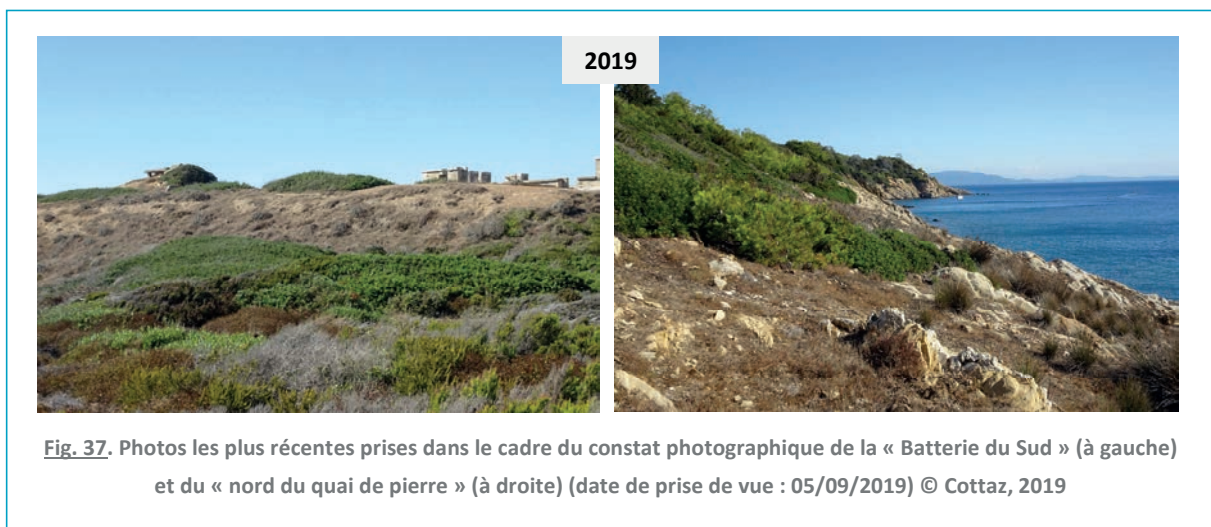 2019
Fig. 37. Photos les plus récentes prises dans le cadre du constat photographique de la « Batterie du Sud » (à gauche)
et du « nord du quai de pierre » (à droite) (date de prise de vue : 05/09/2019) © Cottaz, 2019